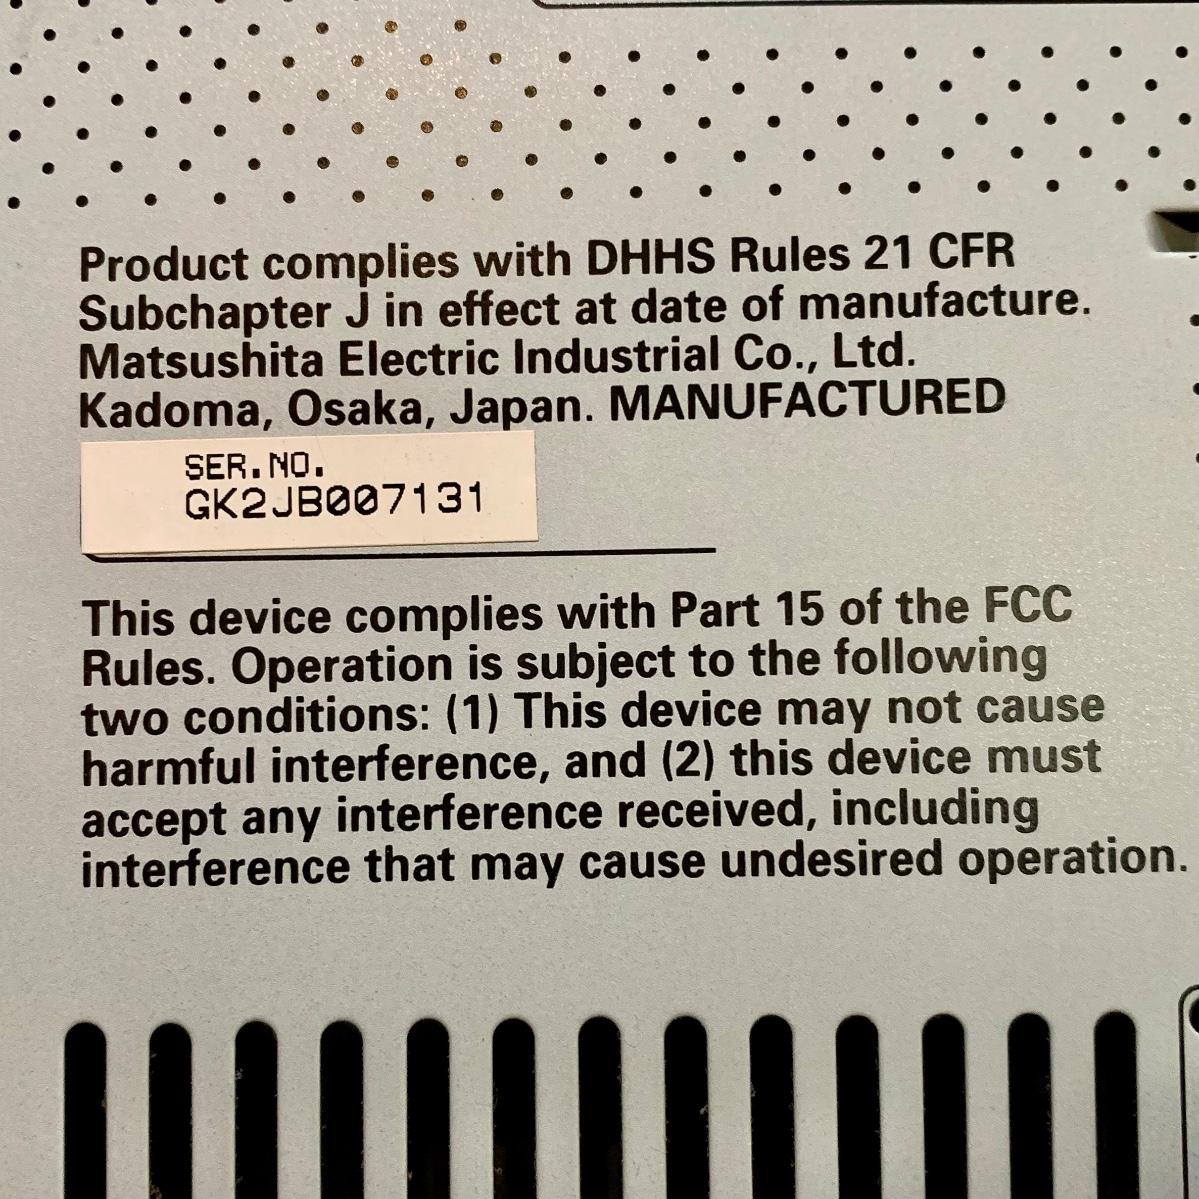 Product complies with DHHS Rules 21 CFR
Subchapter J in effect at date of manufacture.
Matsushita Electric Industrial Co., Ltd.
Kadoma, Osaka, Japan. MANUFACTURED
SER.NO.
GK2JB007131
This device complies with Part 15 of the FCC
Rules. Operation is subject to the following
two conditions: (1) This device may not cause
harmful interference, and (2) this device must
accept any interference received, including
interference that may cause undesired operation.